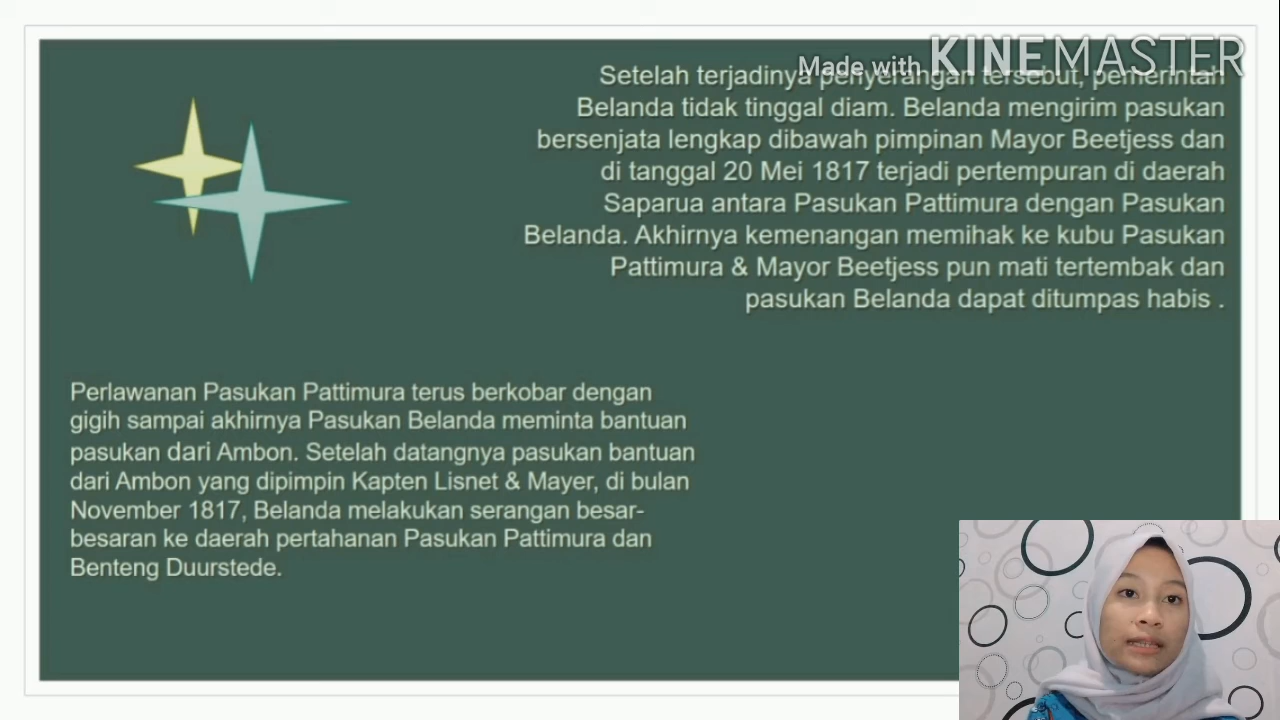 Made with KINEMASTER
Setelah terjadinya penyerangan tersebut, pemerintah
Belanda tidak tinggal diam. Belanda mengirim pasukan
bersenjata lengkap dibawah pimpinan Mayor Beetjess dan
di tanggal 20 Mei 1817 terjadi pertempuran di daerah
Saparua antara Pasukan Pattimura dengan Pasukan
Belanda. Akhirnya kemenangan memihak ke kubu Pasukan
Pattimura & Mayor Beetjess pun mati tertembak dan
pasukan Belanda dapat ditumpas habis .
Perlawanan Pasukan Pattimura terus berkobar dengan
gigih sampai akhirnya Pasukan Belanda meminta bantuan
pasukan dari Ambon. Setelah datangnya pasukan bantuan
dari Ambon yang dipimpin Kapten Lisnet & Mayer, di bulan
November 1817, Belanda melakukan serangan besar-
besaran ke daerah pertahanan Pasukan Pattimura dan
Benteng Duurstede.